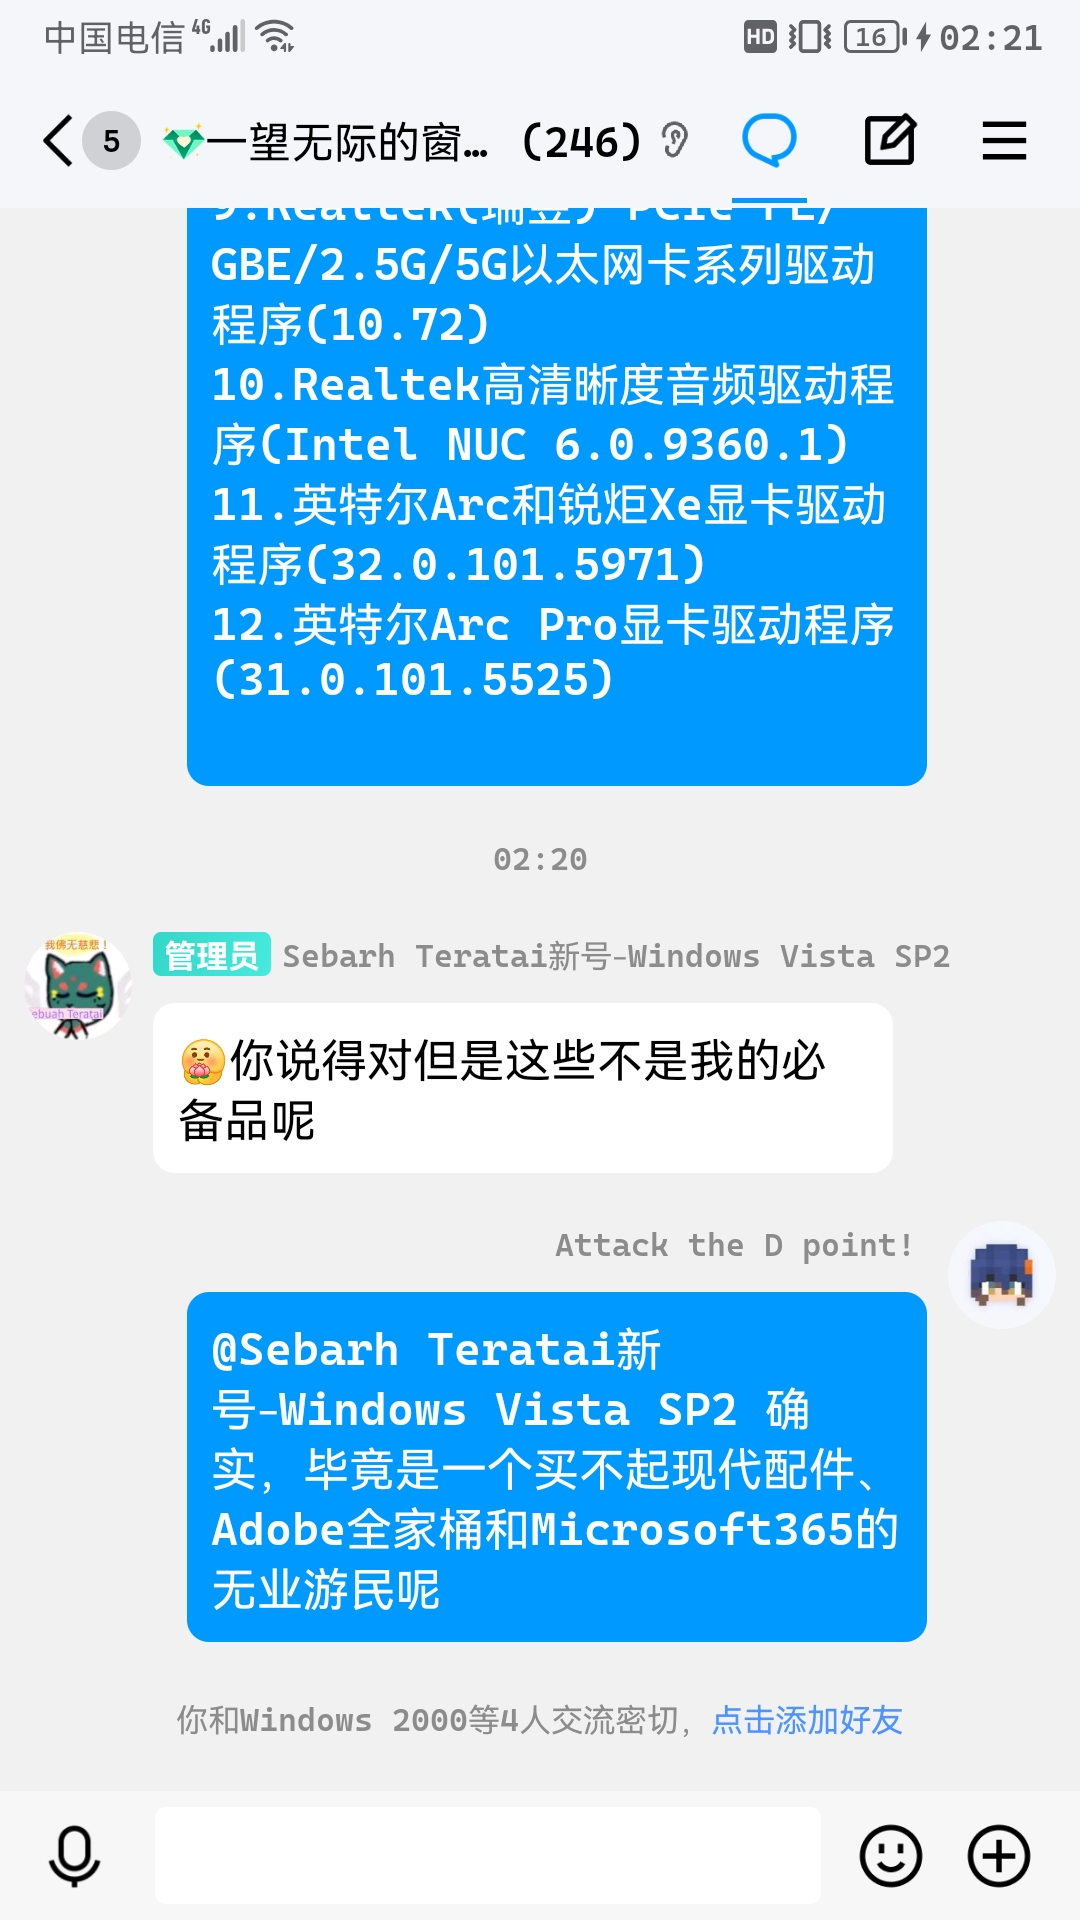 中国电信 4G HD 16 02:21
5 一望无际的窗… (246)
9.Realtek(瑞昱) PCIe FE/
GBE/2.5G/5G以太网卡系列驱动
程序(10.72)
10.Realtek高清晰度音频驱动程
序(Intel NUC 6.0.9360.1)
11.英特尔Arc和锐炬Xe显卡驱动
程序(32.0.101.5971)
12.英特尔Arc Pro显卡驱动程序
(31.0.101.5525)
02:20
我佛无慈悲！
ebuah Teratai
管理员 Sebarh Teratai新号-Windows Vista SP2
你说得对但是这些不是我的必
备品呢
Attack the D point!
@Sebarh Teratai新
号-Windows Vista SP2 确
实，毕竟是一个买不起现代配件、
Adobe全家桶和Microsoft365的
无业游民呢
你和Windows 2000等4人交流密切，点击添加好友